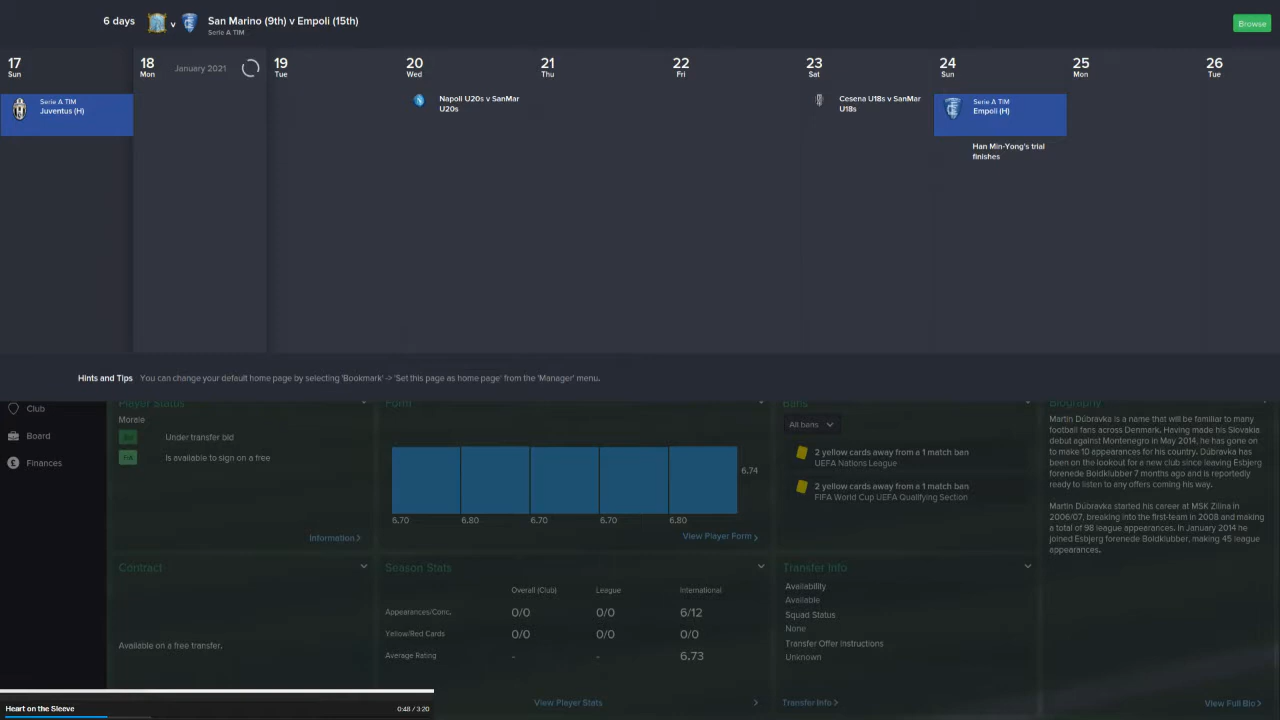 6 days
v
San Marino (9th) v Empoli (15th)
Serie A TIM
Browse
17
Sun
18
Mon
January 2021
19
Tue
20
Wed
21
Thu
22
Fri
23
Sat
24
Sun
25
Mon
26
Tue
Serie A TIM
Juventus (H)
Napoli U20s v SanMar
U20s
Cesena U18s v SanMar
U18s
Serie A TIM
Empoli (H)
Han Min-Yong's trial
finishes
Hints and Tips You can change your default home page by selecting 'Bookmark' -> 'Set this page as home page' from the 'Manager' menu.
Club
Board
Finances
Player Status
Morale
Under transfer bid
Is available to sign on a free
Information >
Form
6.74
6.70 6.80 6.70 6.70 6.80
View Player Form >
Bans
All bans
2 yellow cards away from a 1 match ban
UEFA Nations League
2 yellow cards away from a 1 match ban
FIFA World Cup UEFA Qualifying Section
Biography
Martin Dúbravka is a name that will be familiar to many
football fans across Denmark. Having made his Slovakia
debut against Montenegro in May 2014, he has gone on
to make 10 appearances for his country. Dúbravka has
been on the lookout for a new club since leaving Esbjerg
forenede Boldklubber 7 months ago and is reportedly
ready to listen to any offers coming his way.
Martin Dúbravka started his career at MSK Zilina in
2006/07, breaking into the first-team in 2008 and making
a total of 98 league appearances. In January 2014 he
joined Esbjerg forenede Boldklubber, making 45 league
appearances.
Contract
Available on a free transfer.
Season Stats
Overall (Club) League International
Appearances/Conc. 0/0 0/0 6/12
Yellow/Red Cards 0/0 0/0 0/0
Average Rating - - 6.73
View Player Stats >
Transfer Info
Availability
Available
Squad Status
None
Transfer Offer Instructions
Unknown
Transfer Info >
View Full Bio >
Heart on the Sleeve 0:48 / 3:20